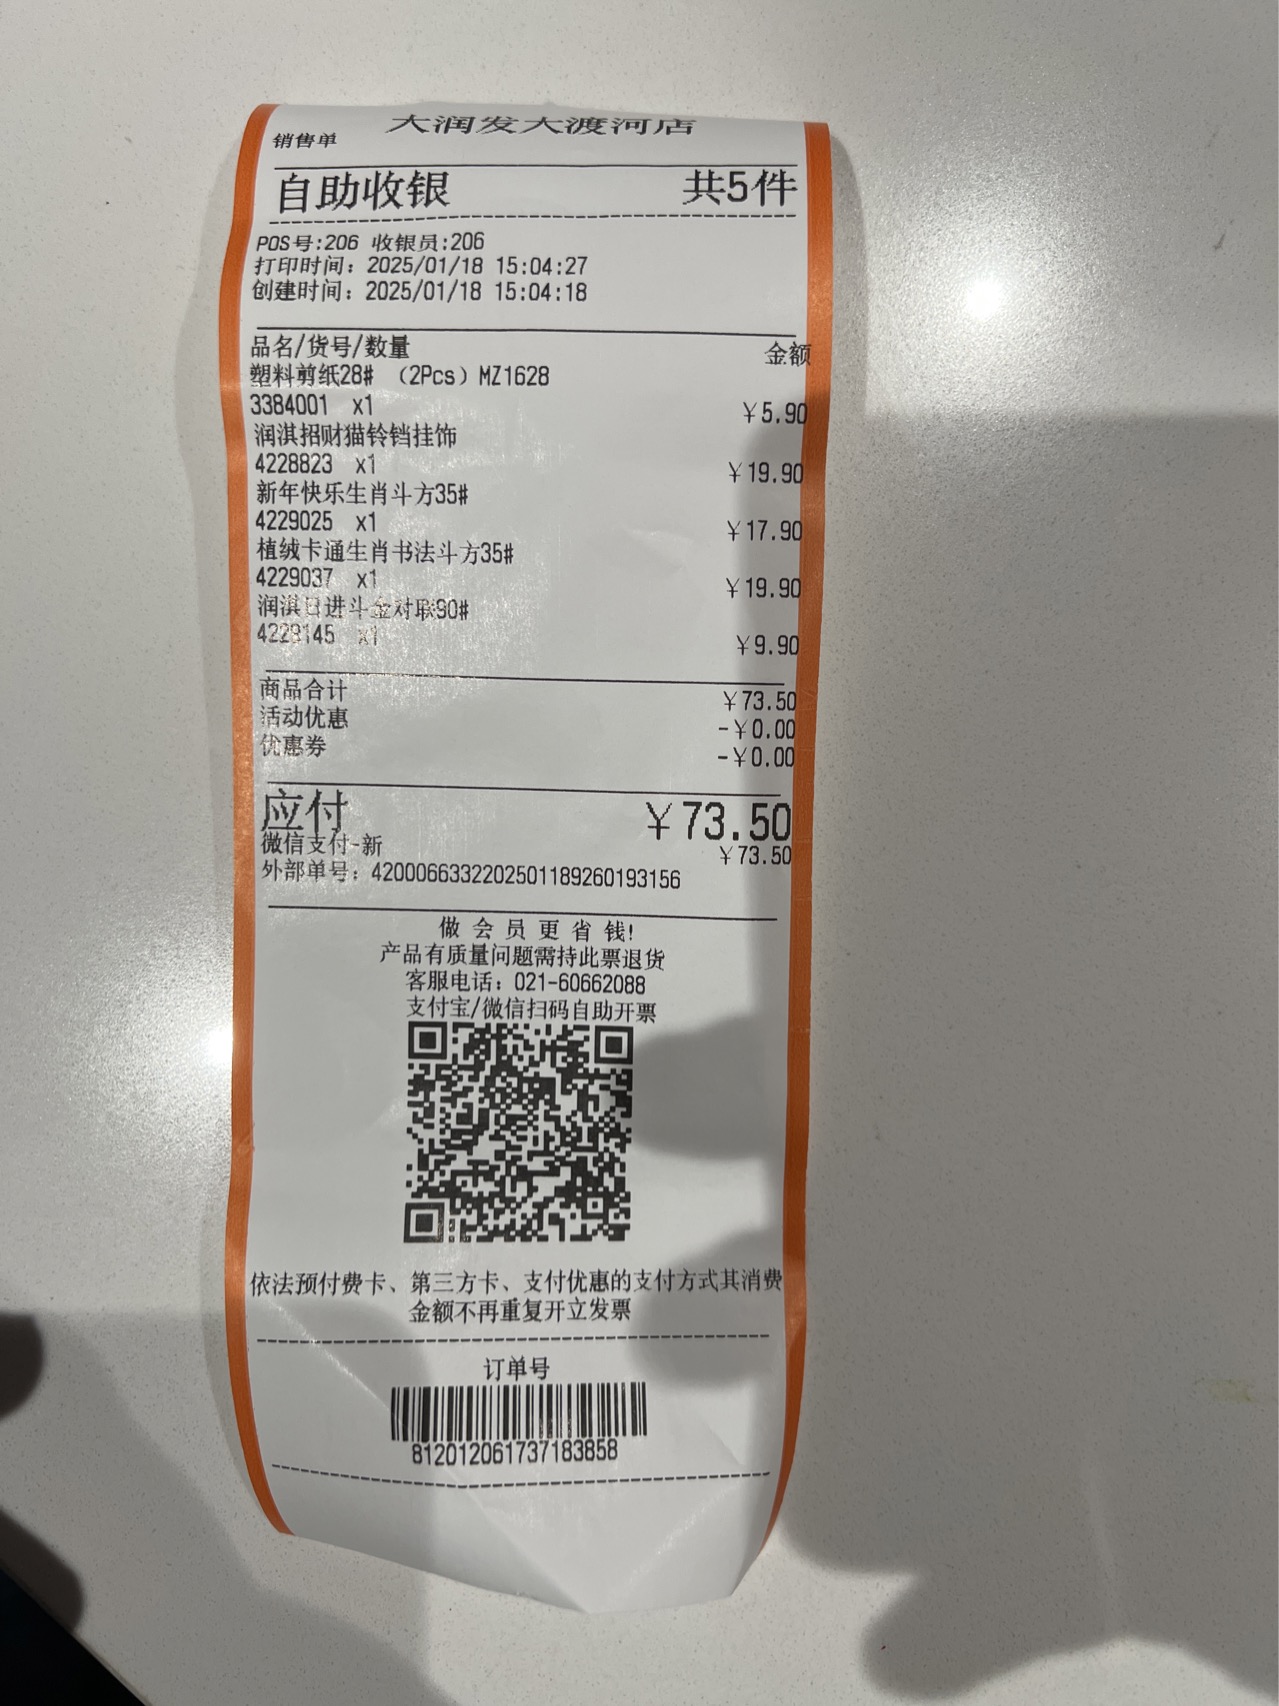 大润发大渡河店
销售单
自助收银 共5件
POS号:206 收银员:206
打印时间：2025/01/18 15:04:27
创建时间：2025/01/18 15:04:18
品名/货号/数量 金额
塑料剪纸28# （2Pcs）MZ1628
3384001 x1 ￥5.90
润淇招财猫铃铛挂饰
4228823 x1 ￥19.90
新年快乐生肖斗方35#
4229025 x1 ￥17.90
植绒卡通生肖书法斗方35#
4229037 x1 ￥19.90
润淇日进斗金对联90#
4229145 x1 ￥9.90
商品合计 ￥73.50
活动优惠 -￥0.00
优惠券 -￥0.00
应付 ￥73.50
微信支付-新 ￥73.50
外部单号：4200066332202501189260193156
做会员更省钱!
产品有质量问题需持此票退货
客服电话：021-60662088
支付宝/微信扫码自助开票
依法预付费卡、第三方卡、支付优惠的支付方式其消费
金额不再重复开立发票
订单号
812012061737183858